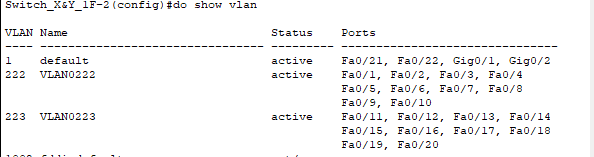 Switch_X&Y_1F-2(config)#do show vlan
VLAN Name                             Status    Ports
---- -------------------------------- --------- -------------------------------
1    default                          active    Fa0/21, Fa0/22, Gig0/1, Gig0/2
222  VLAN0222                         active    Fa0/1, Fa0/2, Fa0/3, Fa0/4
                                                Fa0/5, Fa0/6, Fa0/7, Fa0/8
                                                Fa0/9, Fa0/10
223  VLAN0223                         active    Fa0/11, Fa0/12, Fa0/13, Fa0/14
                                                Fa0/15, Fa0/16, Fa0/17, Fa0/18
                                                Fa0/19, Fa0/20